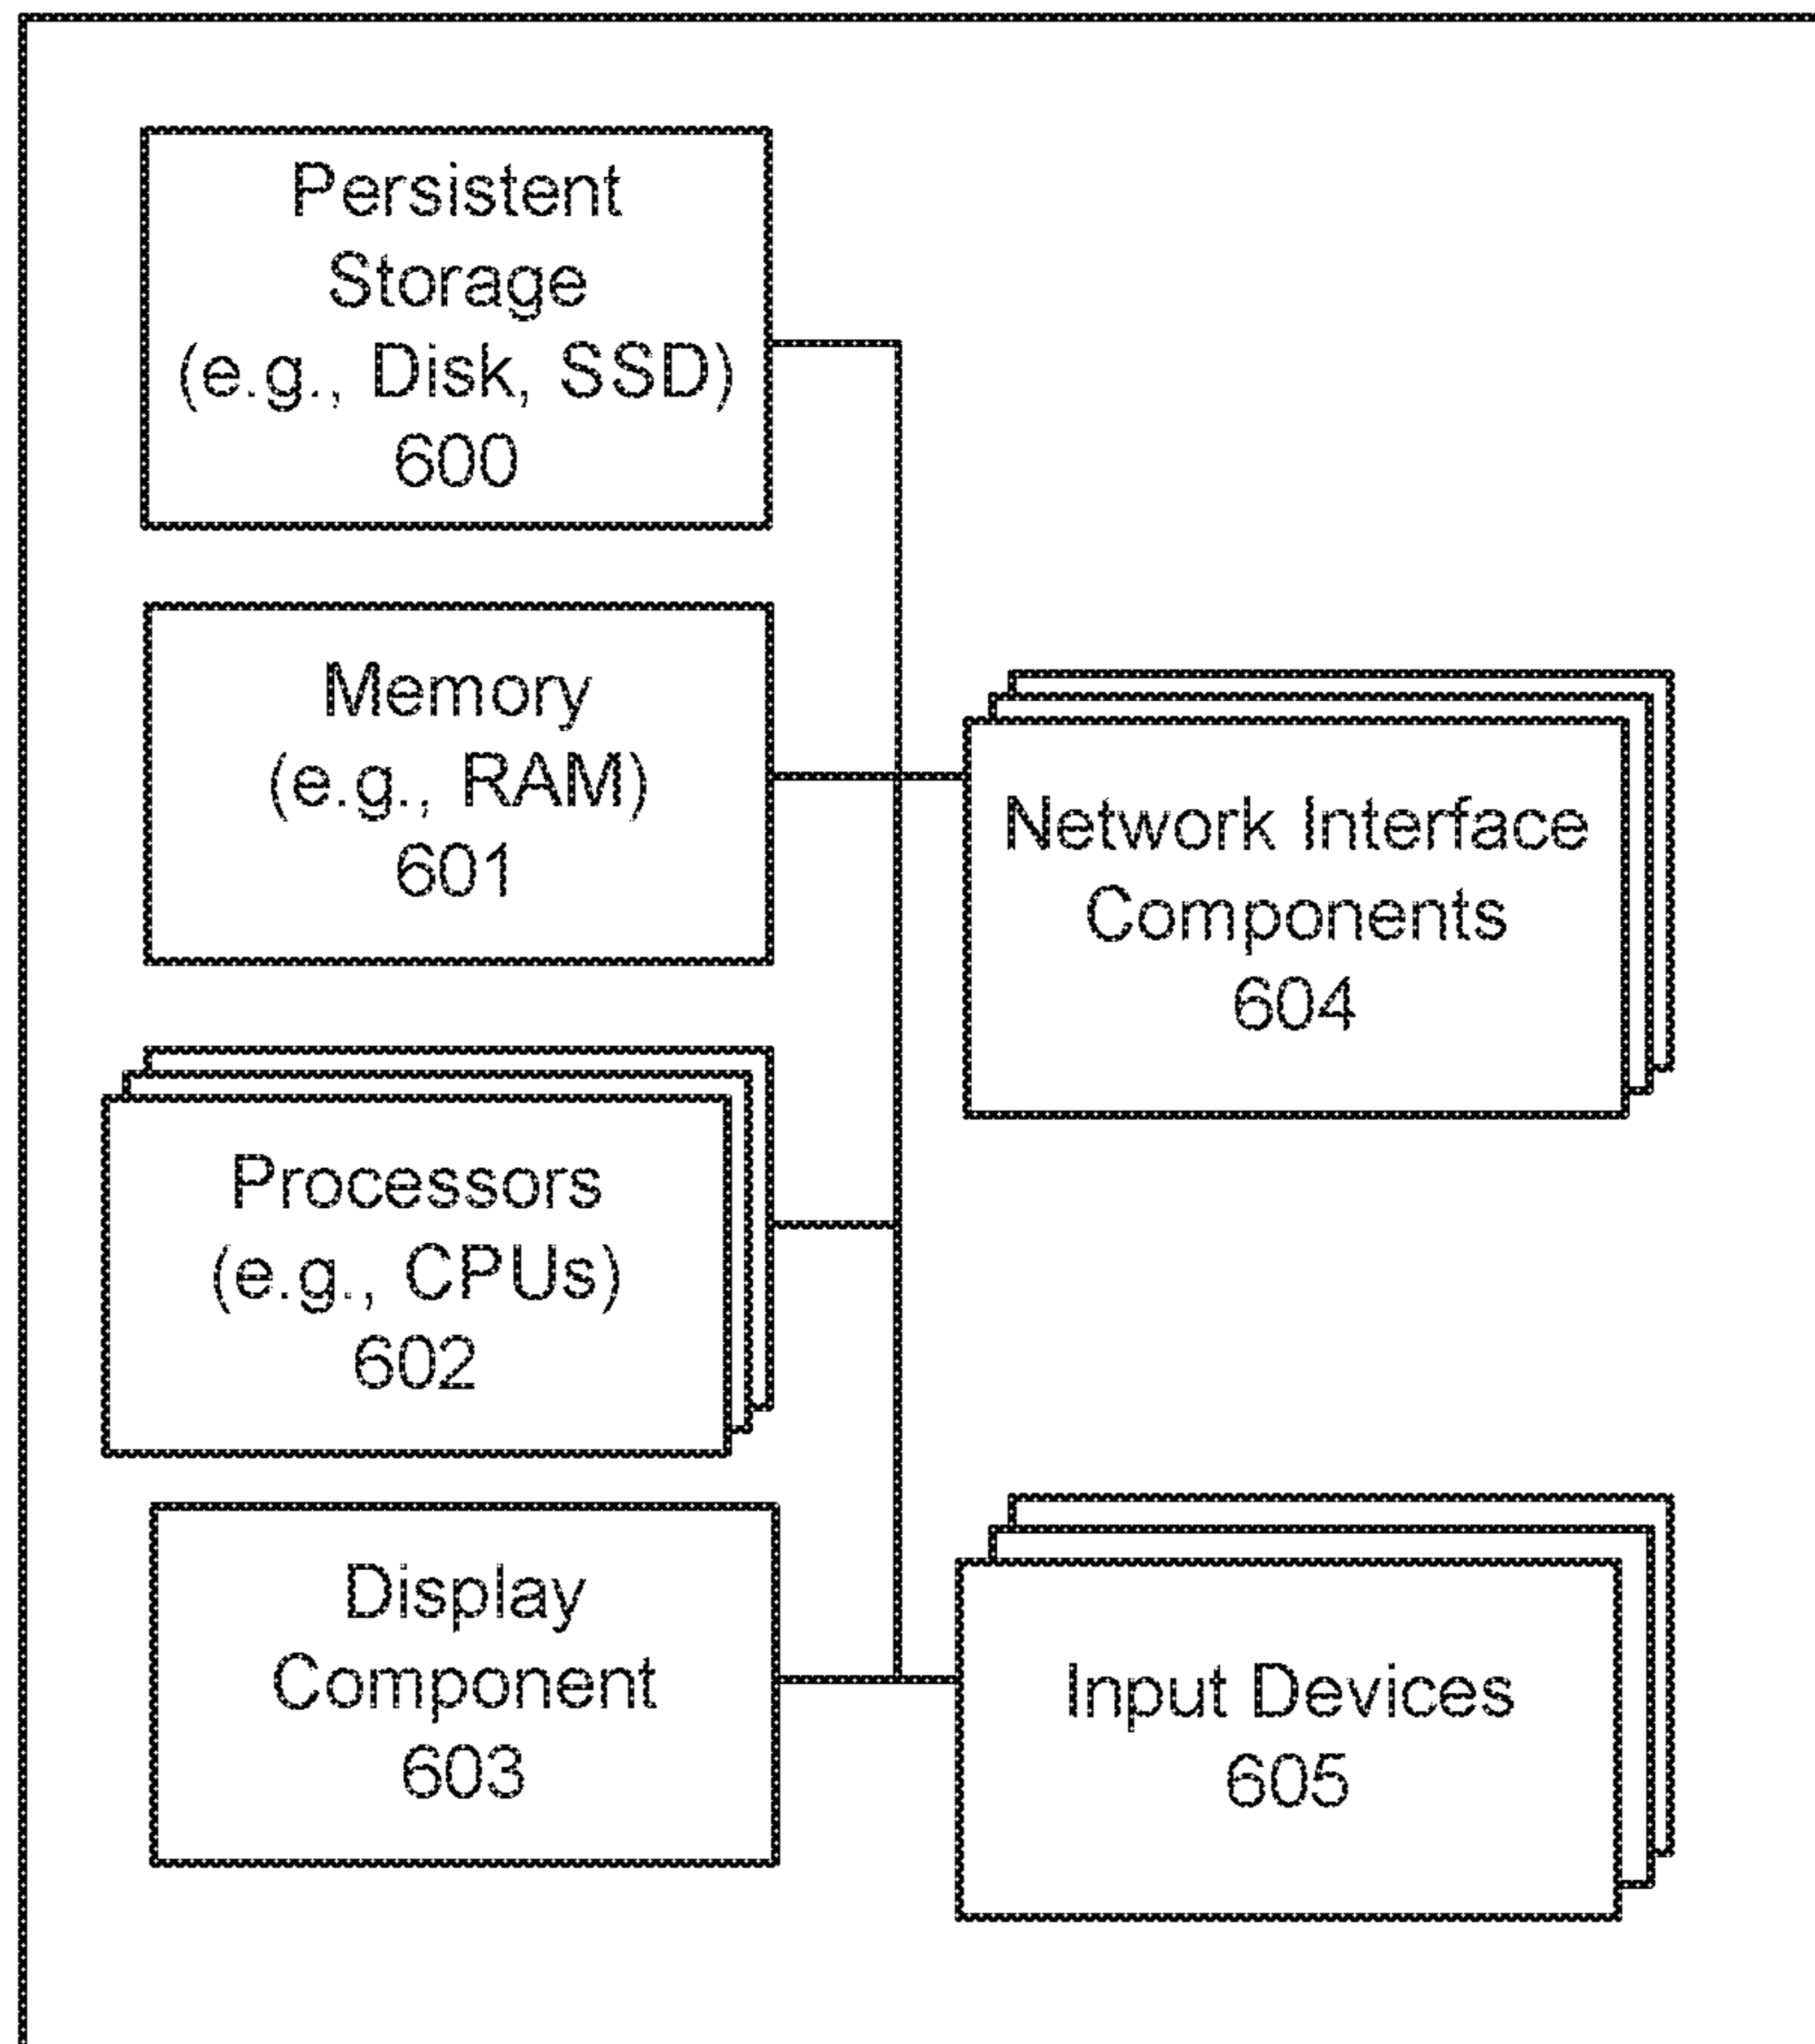 Persistent
Storage
(e.g., Disk, SSD)
600
Memory
(e.g., RAM)
601
Network Interface
Components
604
Processors
(e.g., CPUs)
602
Display
Component
603
Input Devices
605